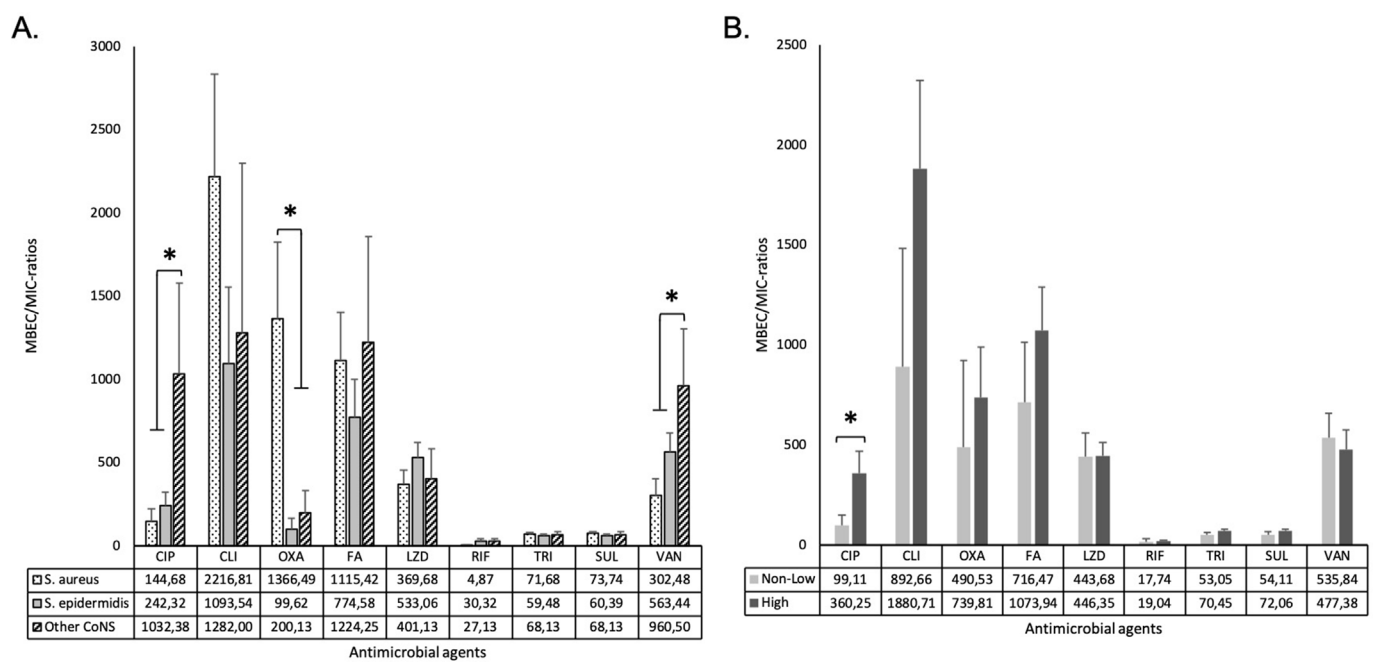 A.
3000
2500
2000
1500
1000
500
0
MBEC/MIC-ratios
*
*
*
CIP CLI OXA FA LZD RIF TRI SUL VAN
S. aureus 144,68 2216,81 1366,49 1115,42 369,68 4,87 71,68 73,74 302,48
S. epidermidis 242,32 1093,54 99,62 774,58 533,06 30,32 59,48 60,39 563,44
Other CoNS 1032,38 1282,00 200,13 1224,25 401,13 27,13 68,13 68,13 960,50
Antimicrobial agents
B.
2500
2000
1500
1000
500
0
MBEC/MIC-ratios
*
CIP CLI OXA FA LZD RIF TRI SUL VAN
Non-Low 99,11 892,66 490,53 716,47 443,68 17,74 53,05 54,11 535,84
High 360,25 1880,71 739,81 1073,94 446,35 19,04 70,45 72,06 477,38
Antimicrobial agents